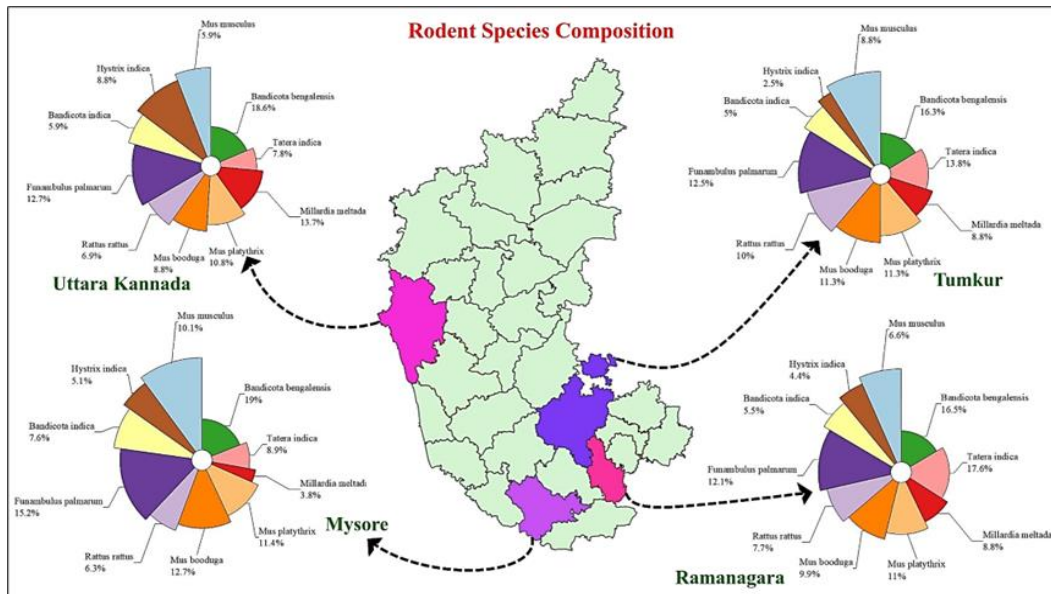 Rodent Species Composition
Mus musculus
5.9%
Hystrix indica
8.8%
Bandicota indica
5.9%
Funambulus palmarum
12.7%
Rattus rattus
6.9%
Mus booduga
8.8%
Mus platythrix
10.8%
Millardia meltada
13.7%
Tatera indica
7.8%
Bandicota bengalensis
18.6%
Uttara Kannada
Mus musculus
8.8%
Hystrix indica
2.5%
Bandicota indica
5%
Funambulus palmarum
12.5%
Rattus rattus
10%
Mus booduga
11.3%
Mus platythrix
11.3%
Millardia meltada
8.8%
Tatera indica
13.8%
Bandicota bengalensis
16.3%
Tumkur
Mus musculus
10.1%
Hystrix indica
5.1%
Bandicota indica
7.6%
Funambulus palmarum
15.2%
Rattus rattus
6.3%
Mus booduga
12.7%
Mus platythrix
11.4%
Millardia meltada
3.8%
Tatera indica
8.9%
Bandicota bengalensis
19%
Mysore
Mus musculus
6.6%
Hystrix indica
4.4%
Bandicota indica
5.5%
Funambulus palmarum
12.1%
Rattus rattus
7.7%
Mus booduga
9.9%
Mus platythrix
11%
Millardia meltada
8.8%
Tatera indica
17.6%
Bandicota bengalensis
16.5%
Ramanagara